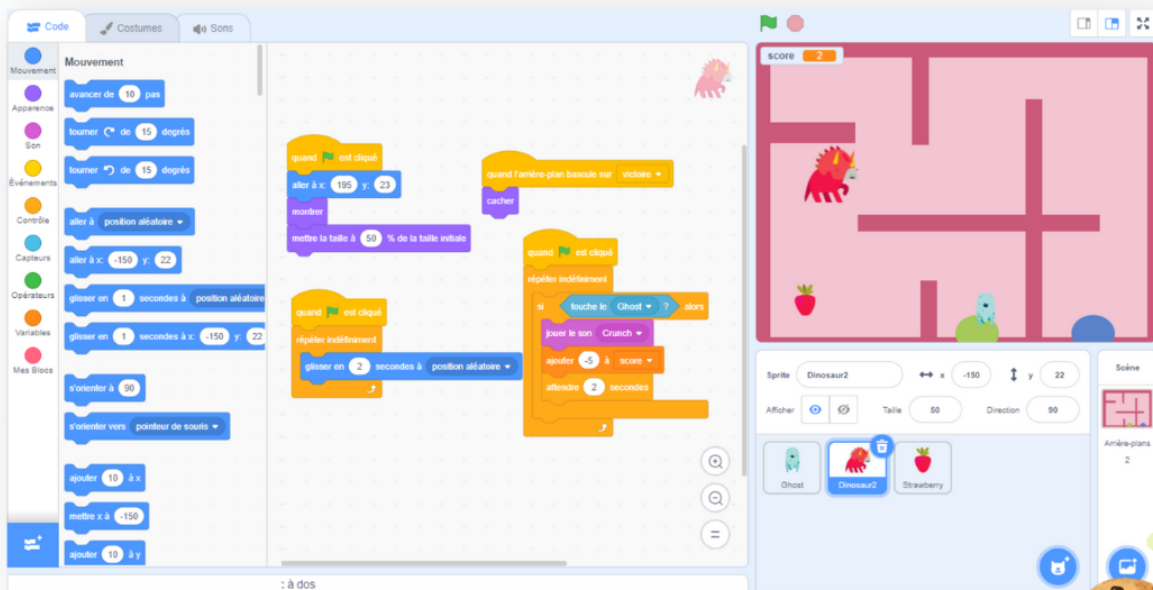 Code
Costumes
Sons
Mouvement
Apparence
Son
Événements
Contrôle
Capteurs
Opérateurs
Variables
Mes Blocs
Mouvement
avancer de 10 pas
tourner de 15 degrés
tourner de 15 degrés
aller à position aléatoire
aller à x: -150 y: 22
glisser en 1 secondes à position aléatoire
glisser en 1 secondes à x: -150 y: 22
s'orienter à 90
s'orienter vers pointeur de souris
ajouter 10 à x
mettre x à -150
ajouter 10 à y
quand est cliqué
aller à x: 195 y: 23
montrer
mettre la taille à 50 % de la taille initiale
quand est cliqué
répéter indéfiniment
glisser en 2 secondes à position aléatoire
quand l'arrière-plan bascule sur victoire
cacher
quand est cliqué
répéter indéfiniment
si touche le Ghost ? alors
jouer le son Crunch
ajouter -5 à score
attendre 2 secondes
: à dos
score 2
Sprite Dinosaur2 x -150 y 22
Afficher Taille 50 Direction 90
Ghost
Dinosaur2
Strawberry
Scène
Arrière-plans
2